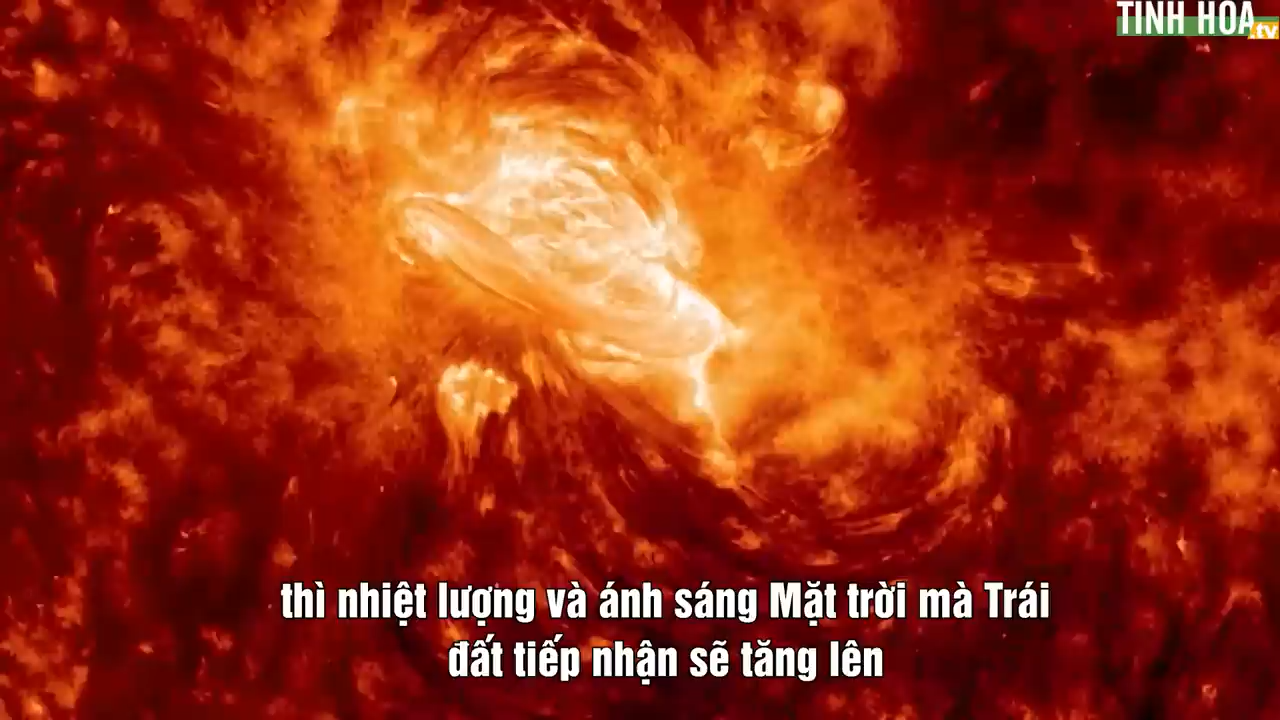 TINH HOA
.tv
thì nhiệt lượng và ánh sáng Mặt trời mà Trái
đất tiếp nhận sẽ tăng lên